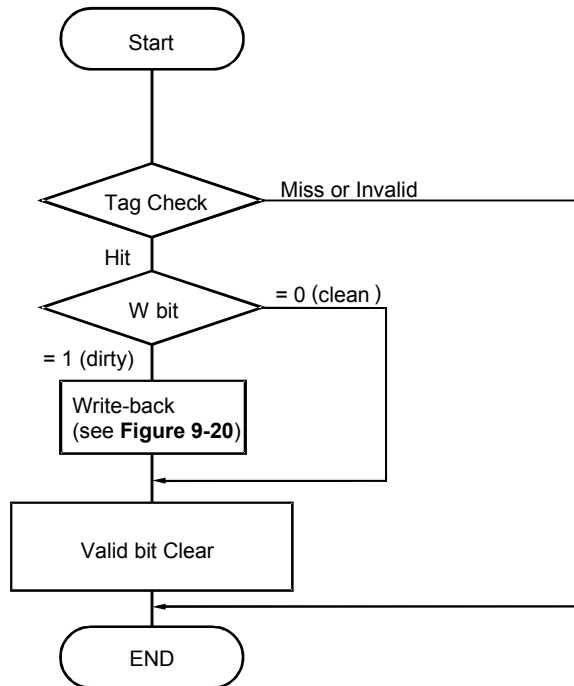 Start
Tag Check
Miss or Invalid
Hit
W bit
= 0 (clean )
= 1 (dirty)
Write-back
(see Figure 9-20)
Valid bit Clear
END